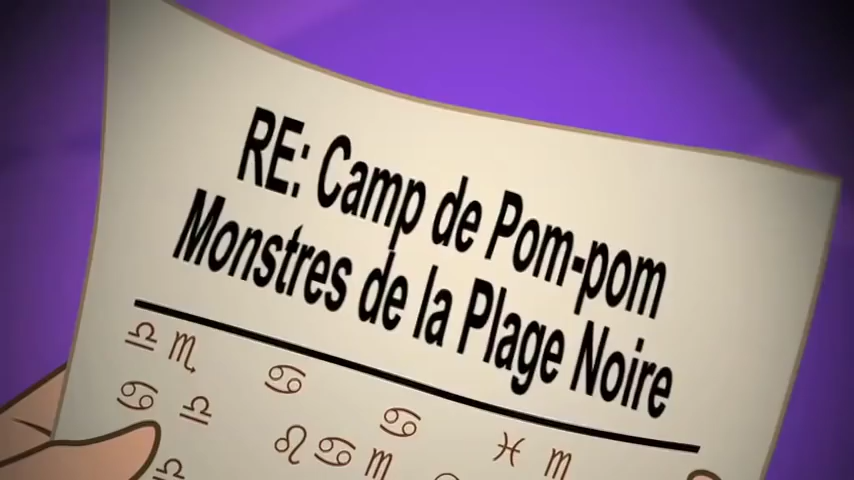 RE: Camp de Pom-pom
Monstres de la Plage Noire
♎ ♏ ♋ ♋ ♓ ♏
♋ ♎ ♌ ♋ ♏
♎